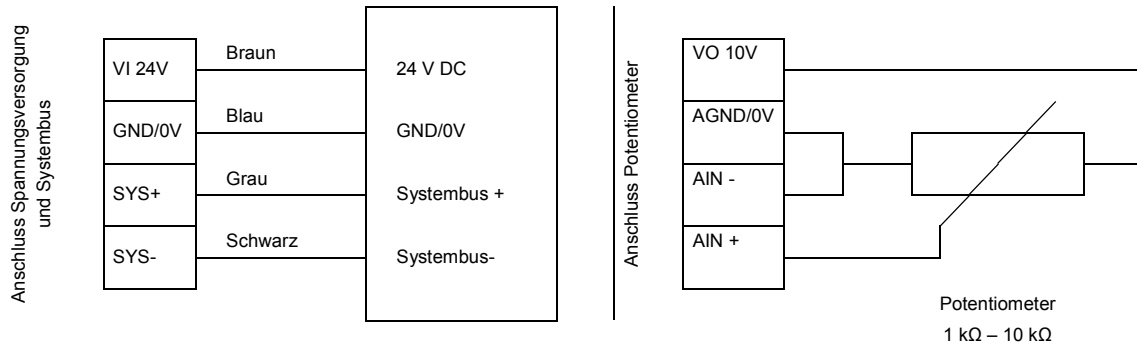 Anschluss Spannungsversorgung
und Systembus
VI 24V
Braun
24 V DC
GND/0V
Blau
GND/0V
SYS+
Grau
Systembus +
SYS-
Schwarz
Systembus-
Anschluss Potentiometer
VO 10V
AGND/0V
AIN -
AIN +
Potentiometer
1 kΩ – 10 kΩ